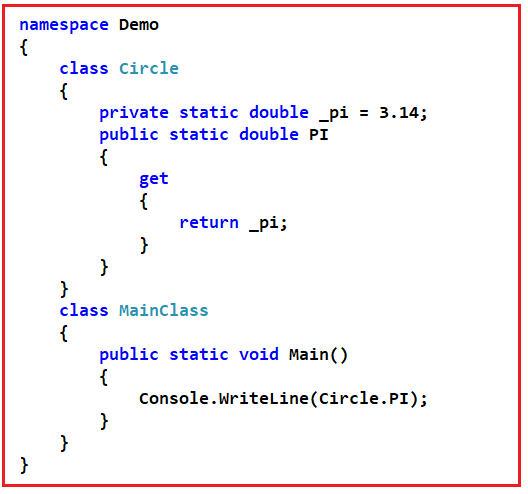 namespace Demo
{
    class Circle
    {
        private static double _pi = 3.14;
        public static double PI
        {
            get
            {
                return _pi;
            }
        }
    }
    class MainClass
    {
        public static void Main()
        {
            Console.WriteLine(Circle.PI);
        }
    }
}